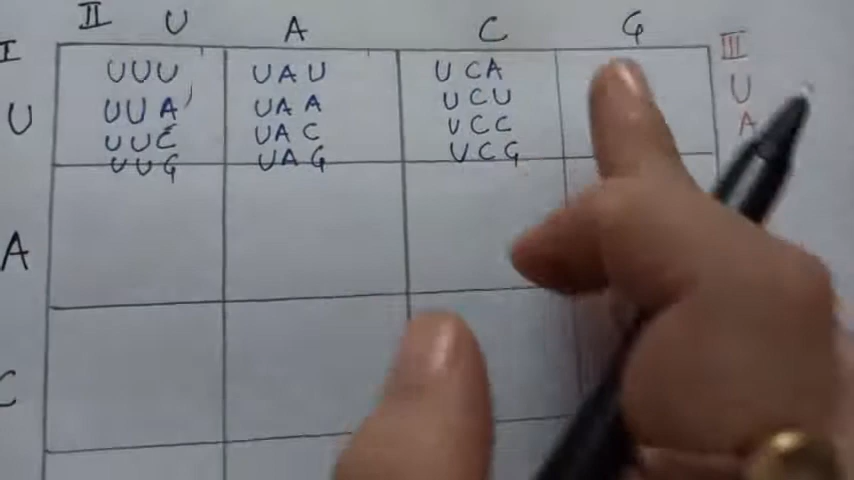 II U A C G III
I
U
UUU UAU UCA U
UUA UAA UCU A
UUC UAC UCC
UUG UAG UCG
A
C